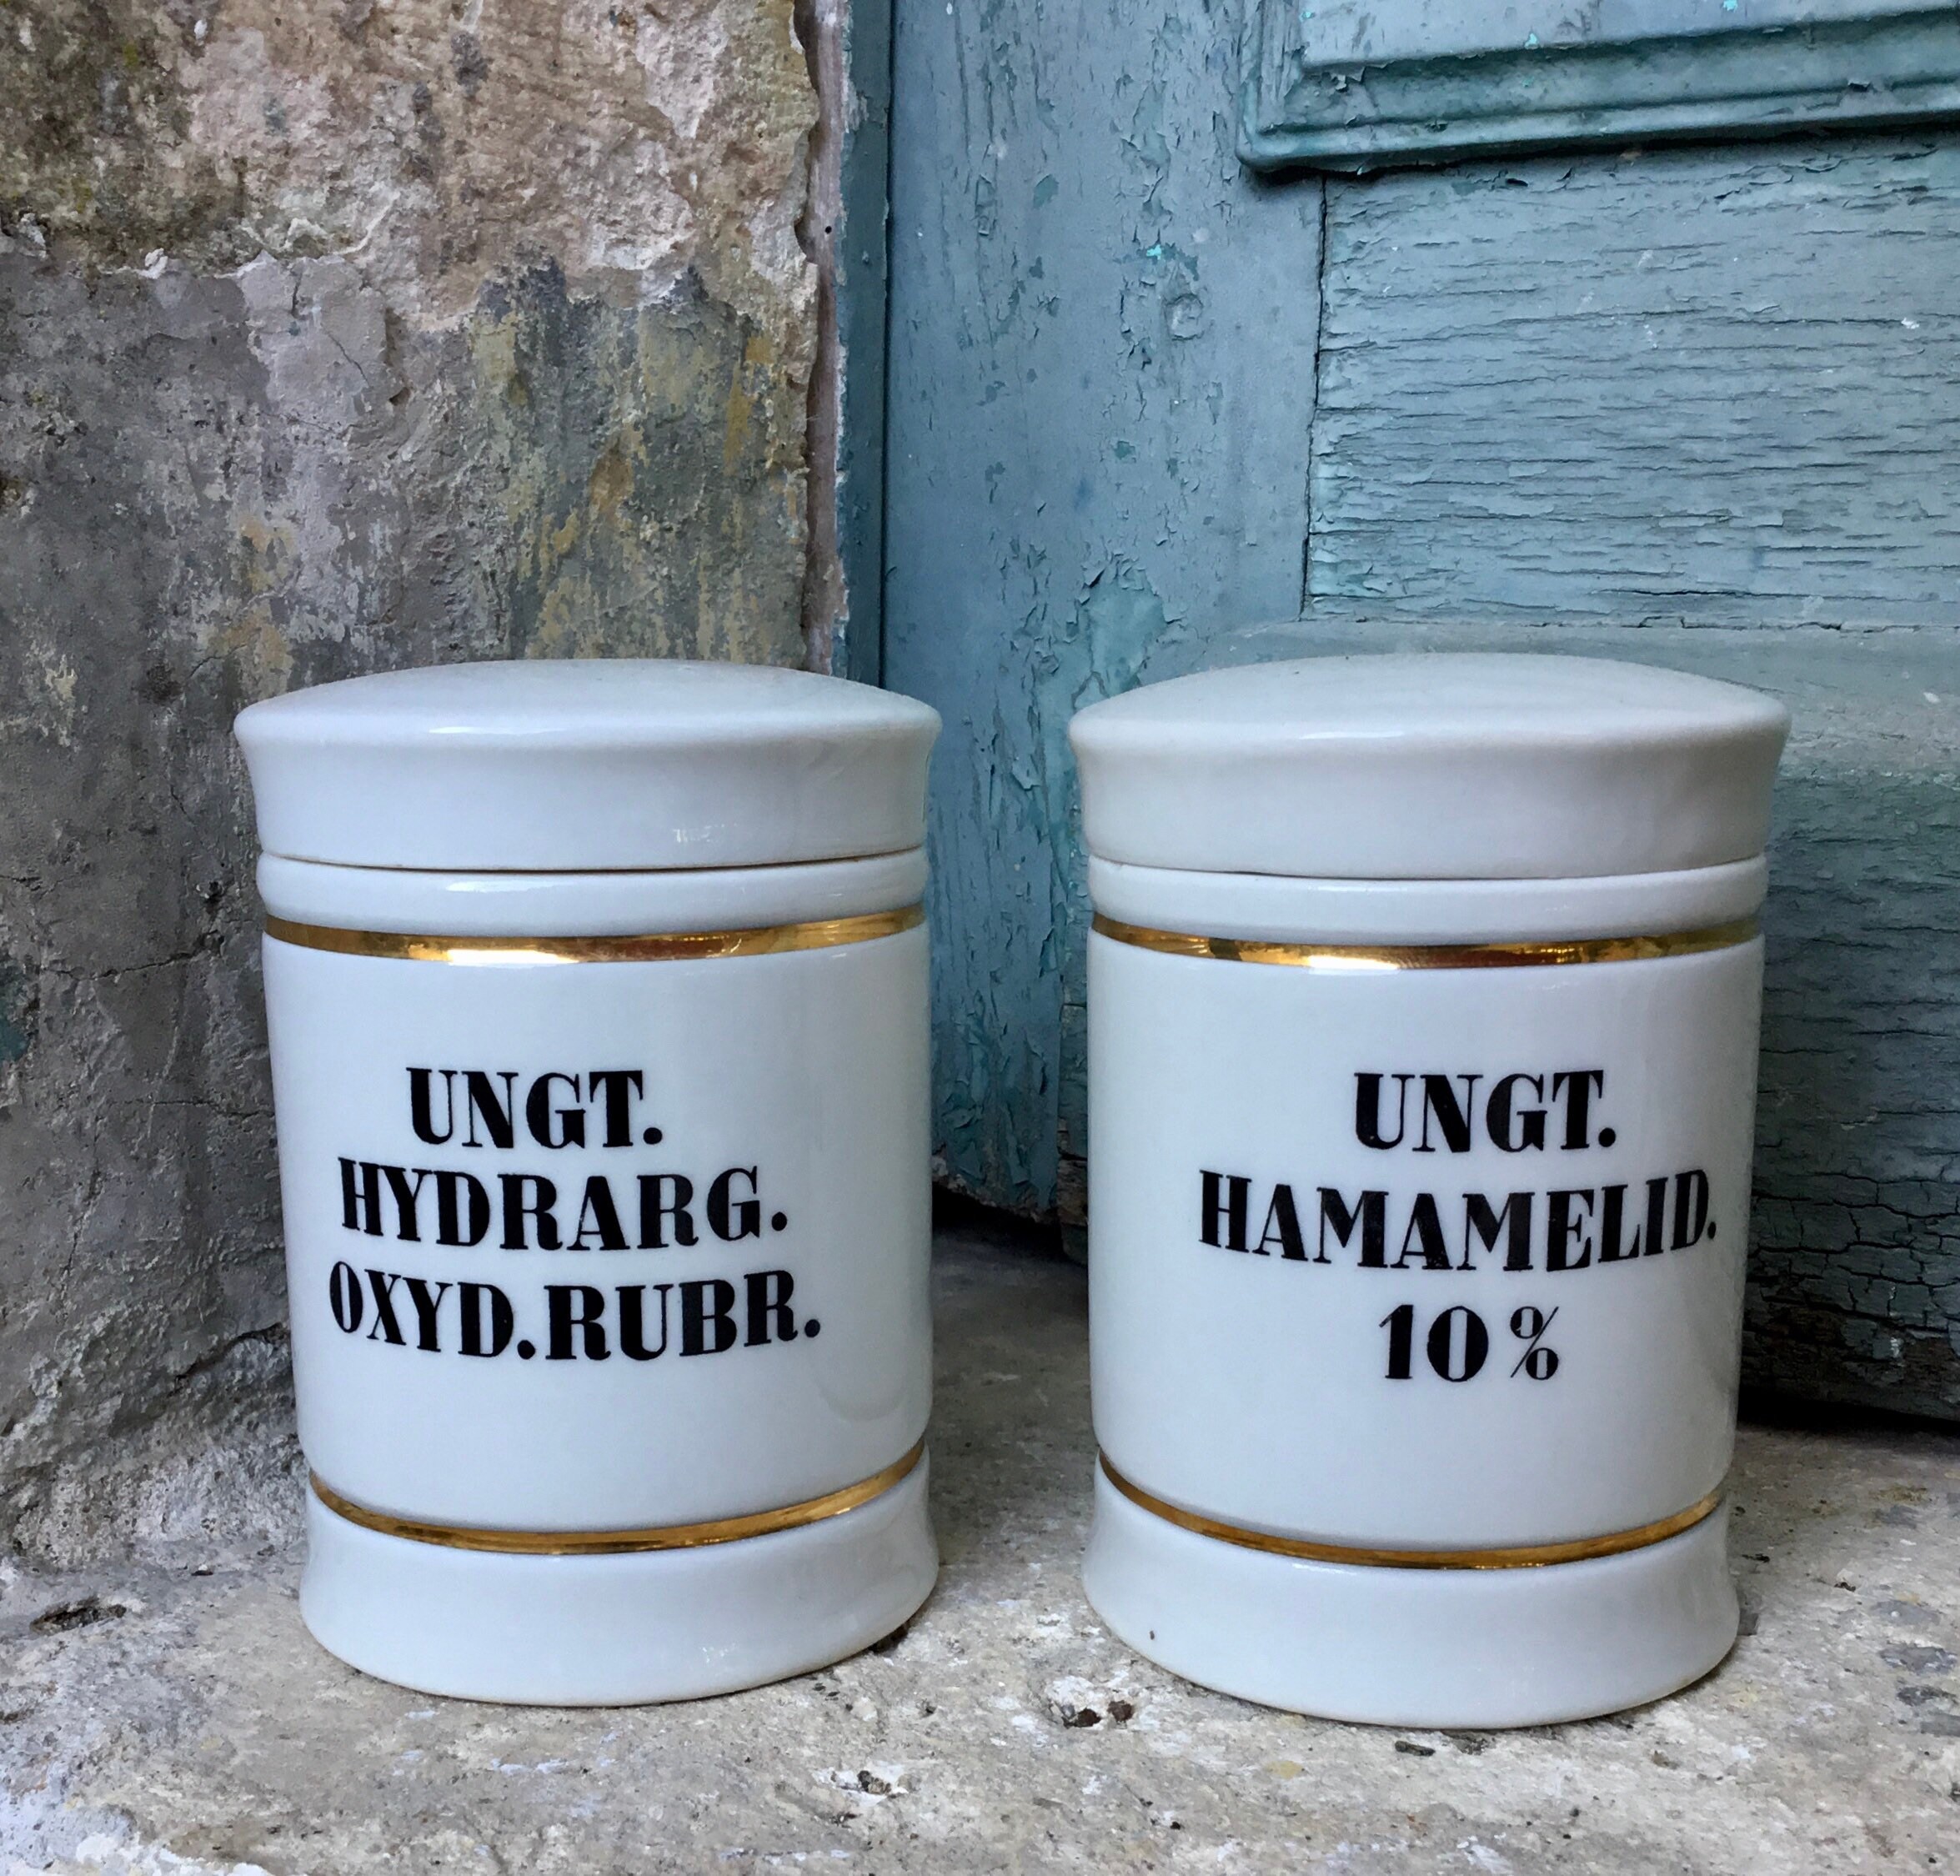 UNGT.
HYDRARG.
OXYD.RUBR.
UNGT.
HAMAMELID.
10 %